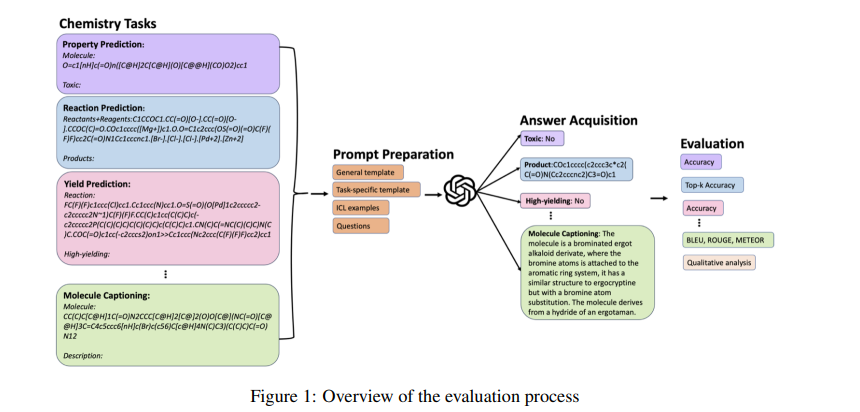 Chemistry Tasks
Property Prediction:
Molecule:
O=c1[nH]c(=O)n([C@H]2C[C@H](O)[C@@H](CO)O2)cc1
Toxic:
Reaction Prediction:
Reactants+Reagents:C1CCOC1.CC(=O)[O-].CC(=O)[O-
].CCOC(C)=O.COc1cccc([Mg+])c1.O.O=C1c2ccc(OS(=O)(=O)C(F)(
F)F)cc2C(=O)N1Cc1cccnc1.[Br-].[Cl-].[Cl-].[Pd+2].[Zn+2]
Products:
Yield Prediction:
Reaction:
FC(F)(F)c1ccc(Cl)cc1.Cc1ccc(N)cc1.O=S(=O)(O[Pd]1c2ccccc2-
c2ccccc2N~1)C(F)(F)F.CC(C)c1cc(C(C)C)c(-
c2ccccc2P(C(C)(C)C)C(C)(C)C)c(C(C)C)c1.CN(C)C(=NC(C)(C)C)N(C
)C.COC(=O)c1cc(-c2cccs2)on1>>Cc1ccc(Nc2ccc(C(F)(F)F)cc2)cc1
High-yielding:
Molecule Captioning:
Molecule:
CC(C)C[C@H]1C(=O)N2CCC[C@H]2[C@]2(O)O[C@](NC(=O)[C@
@H]3C=C4c5cccc6[nH]c(Br)c(c56)C[C@H]4N(C)C3)(C(C)C)C(=O)
N12
Description:
Prompt Preparation
General template
Task-specific template
ICL examples
Questions
Answer Acquisition
Toxic: No
Product:COc1cccc(c2ccc3c*c2(
C(=O)N(Cc2cccnc2)C3=O)c1
High-yielding: No
Molecule Captioning: The
molecule is a brominated ergot
alkaloid derivate, where the
bromine atoms is attached to the
aromatic ring system, it has a
similar structure to ergocryptine
but with a bromine atom
substitution. The molecule derives
from a hydride of an ergotaman.
Evaluation
Accuracy
Top-k Accuracy
Accuracy
BLEU, ROUGE, METEOR
Qualitative analysis
Figure 1: Overview of the evaluation process